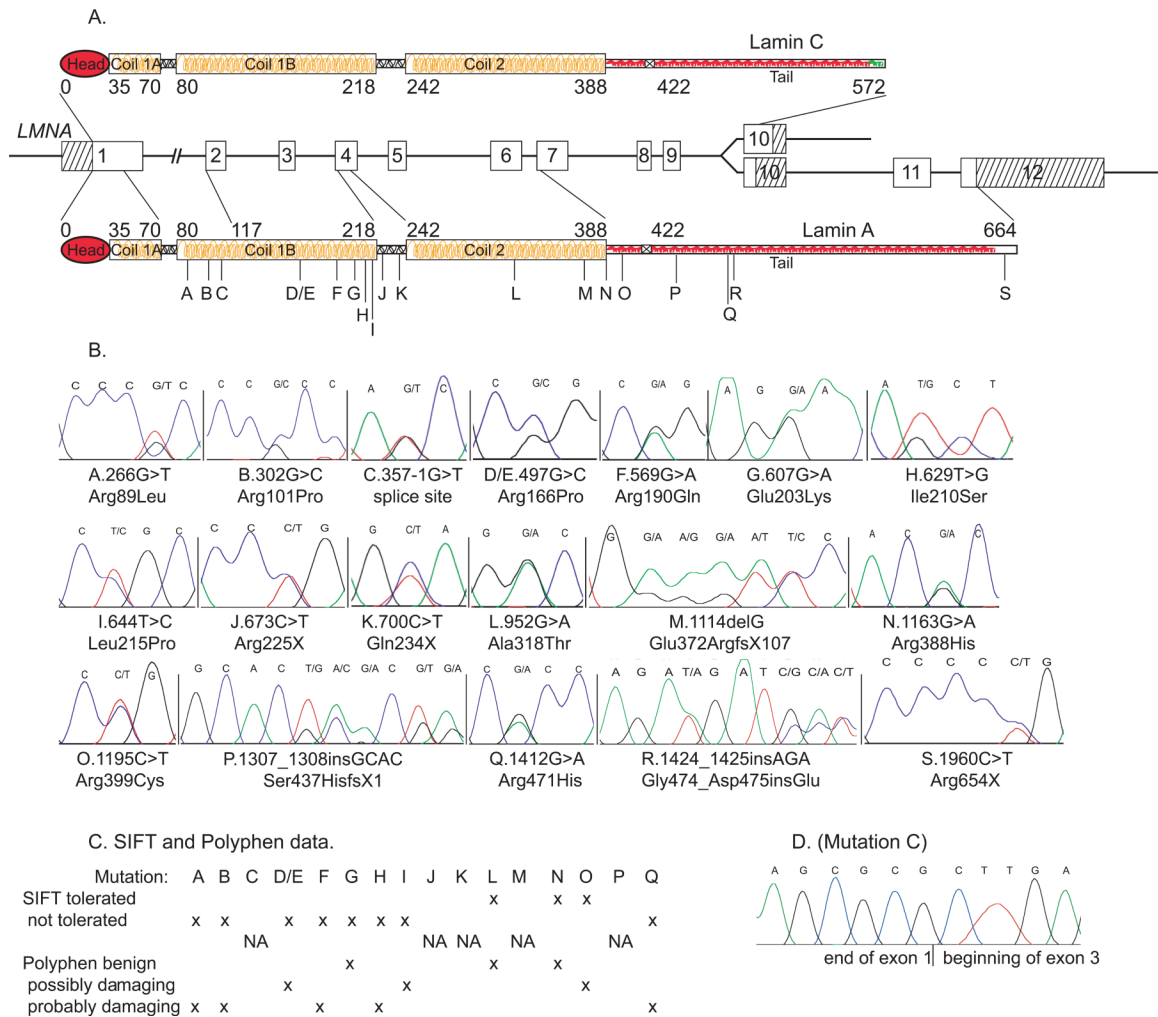 A.
Lamin C
Head Coil 1A Coil 1B Coil 2
Tail
0 35 70 80 218 242 388 422 572
LMNA
1 // 2 3 4 5 6 7 8 9 10
10 11 12
0 35 70 80 117 218 242 388 422 Lamin A 664
Head Coil 1A Coil 1B Coil 2
Tail
A B C D/E F G J K L M N O P R S
H Q
I
B.
C C C G/T C
C C G/C C C
A G/T C
C G/C G
C G/A G
A G G/A A
A T/G C T
A.266G>T B.302G>C C.357-1G>T D/E.497G>C F.569G>A G.607G>A H.629T>G
Arg89Leu Arg101Pro splice site Arg166Pro Arg190Gln Glu203Lys Ile210Ser
C T/C G C
C C C/T G
G C/T A
G G/A C
G G/A A/G G/A A/T T/C C
A C G/A C
I.644T>C J.673C>T K.700C>T L.952G>A M.1114delG N.1163G>A
Leu215Pro Arg225X Gln234X Ala318Thr Glu372ArgfsX107 Arg388His
C C/T G
G C A C T/G A/C G/A C G/T G/A
C G/A C C
A G A T/A G A T C/G C/A C/T
C C C C C/T G
O.1195C>T P.1307_1308insGCAC Q.1412G>A R.1424_1425insAGA S.1960C>T
Arg399Cys Ser437HisfsX1 Arg471His Gly474_Asp475insGlu Arg654X
C. SIFT and Polyphen data.
Mutation: A B C D/E F G H I J K L M N O P Q
SIFT tolerated x x x
not tolerated x x x x x x x x
NA NA NA NA NA
Polyphen benign x x x
possibly damaging x x x
probably damaging x x x x x
D. (Mutation C)
A G C G C G C T T G A
end of exon 1 beginning of exon 3